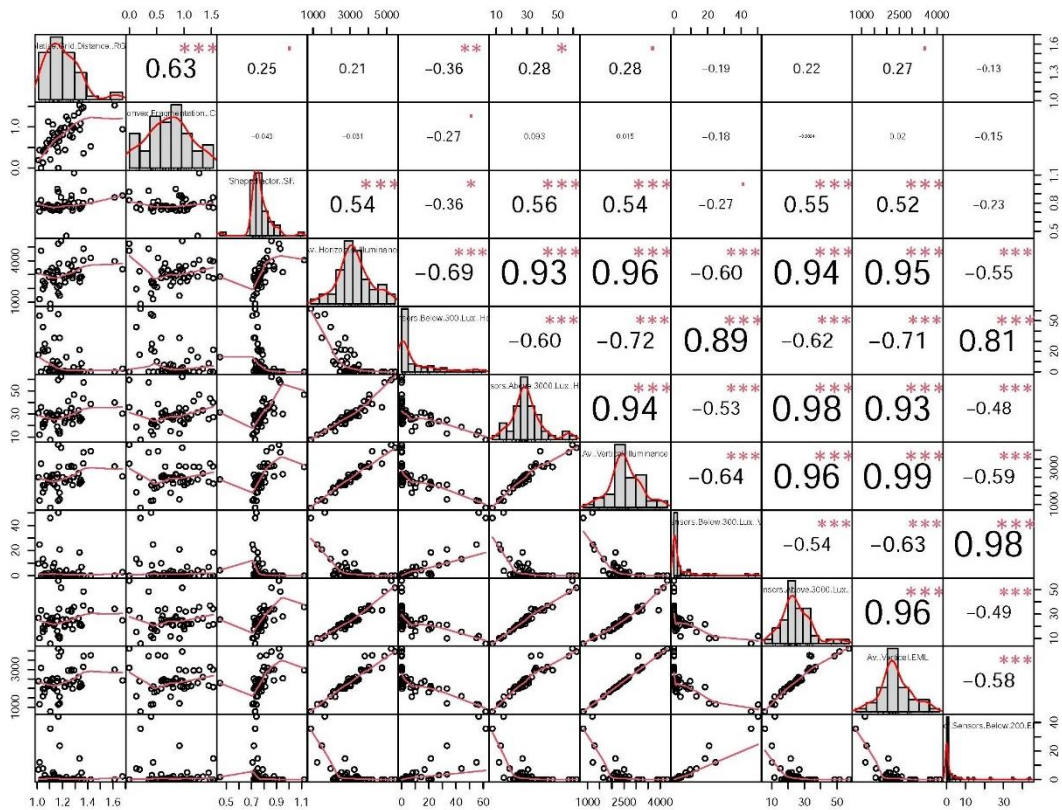 0.0 0.5 1.0 1.5 1000 3000 5000 10 30 50 0 20 40 1000 2500 4000
0.63 *** 0.25 0.21 −0.36 ** 0.28 * 0.28 −0.19 0.22 0.27 −0.13
1.0 1.3 1.6
0.0 1.0
−0.043 −0.031 −0.27 0.093 0.015 −0.18 0.02 −0.15
0.54 *** −0.36 * 0.56 *** 0.54 *** −0.27 0.55 *** 0.52 *** −0.23
0.5 0.8 1.1
1000 4000
−0.69 *** 0.93 *** 0.96 *** −0.60 *** 0.94 *** 0.95 *** −0.55 ***
−0.60 *** −0.72 *** 0.89 *** −0.62 *** −0.71 *** 0.81 ***
0 20 50
10 30
0.94 *** −0.53 *** 0.98 *** 0.93 *** −0.48 ***
Av..Vertical.Illuminance
−0.64 *** 0.96 *** 0.99 *** −0.59 ***
1000 3000
0 20 40
−0.54 *** −0.63 *** 0.98 ***
0.96 *** −0.49 ***
10 30 50
1000 3000
Av..Vertical.EML
−0.58 ***
0 20 40
1.0 1.2 1.4 1.6 0.5 0.7 0.9 1.1 0 20 40 60 1000 2500 4000 10 30 50 0 10 30